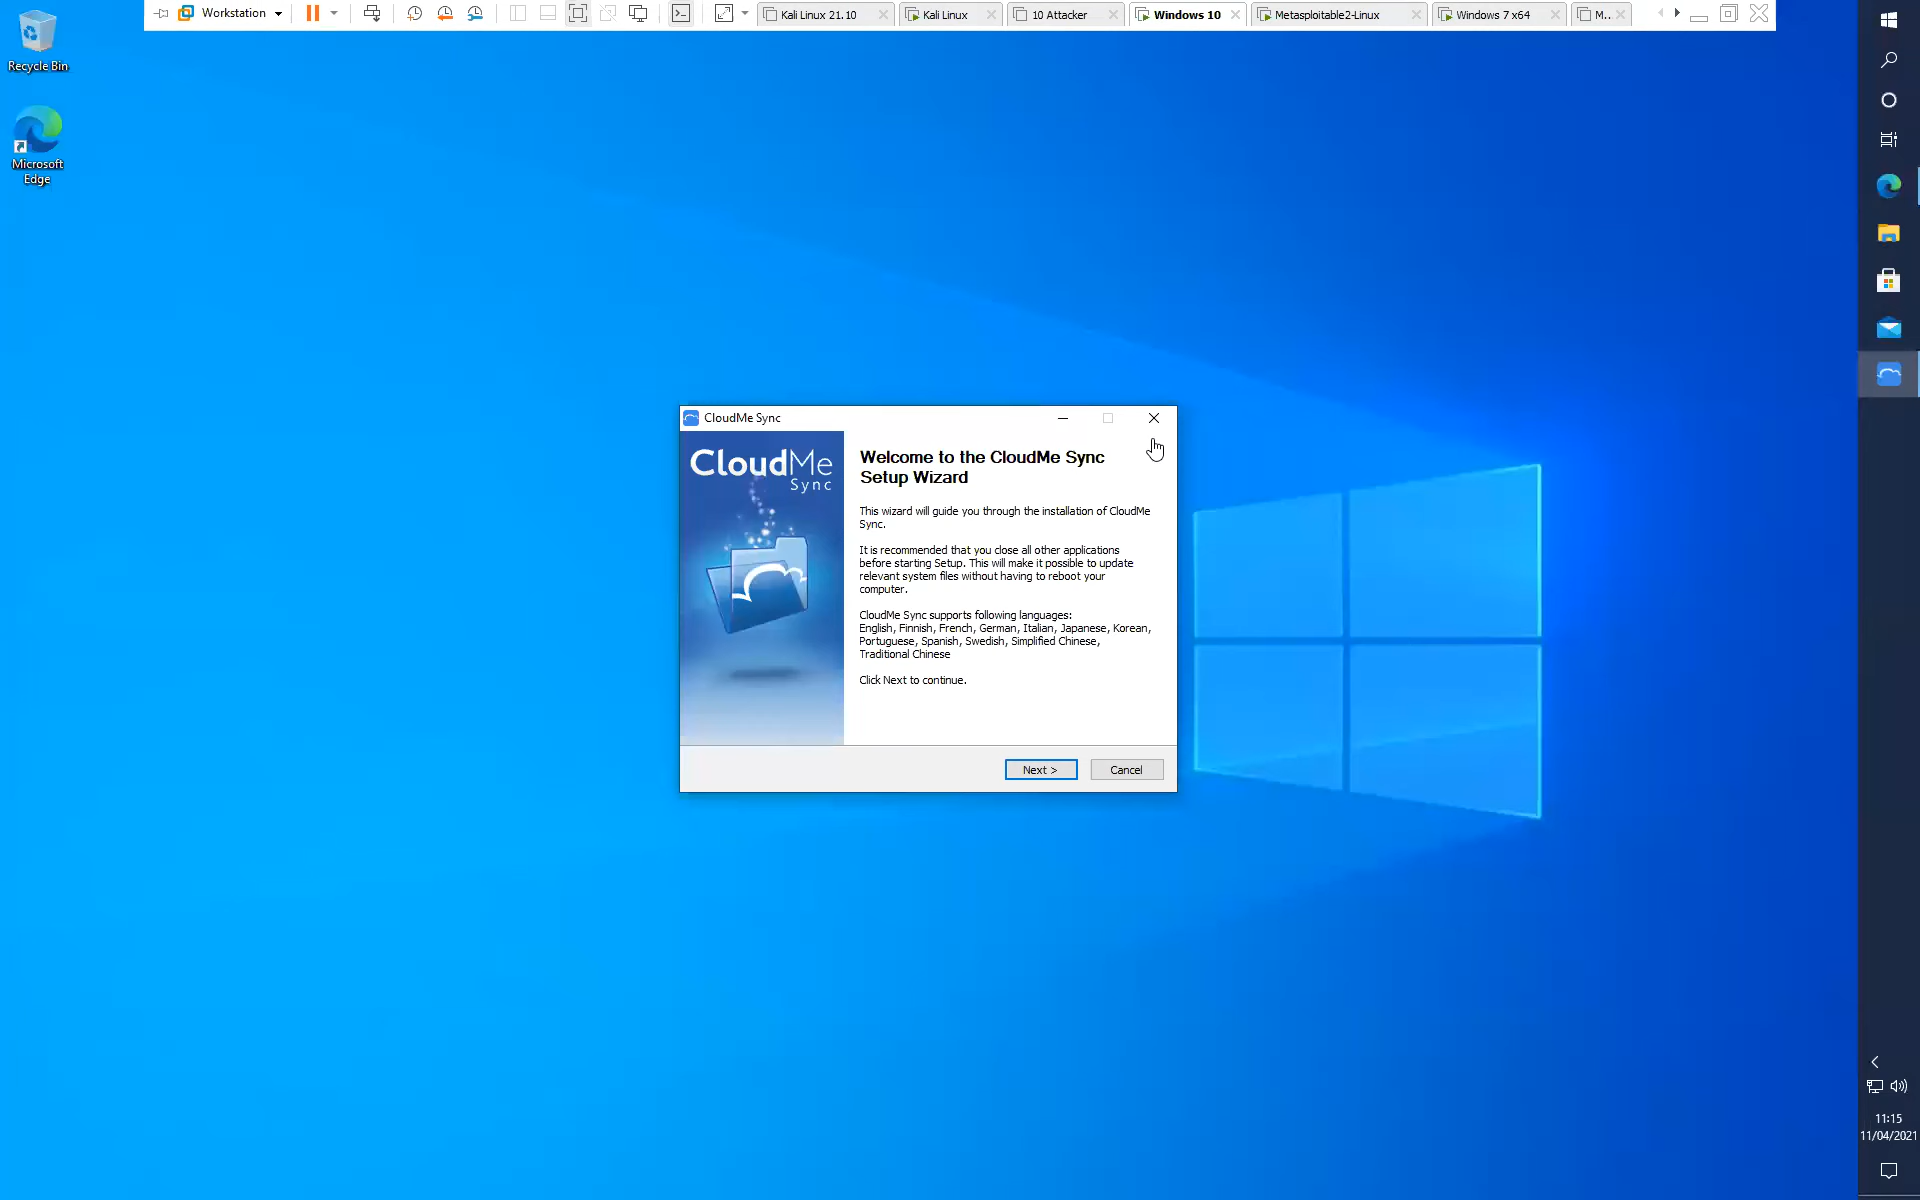 Workstation
Kali Linux 21.10
Kali Linux
10 Attacker
Windows 10
Metasploitable2-Linux
Windows 7 x64
M...
Recycle Bin
Microsoft
Edge
CloudMe Sync
CloudMe
Sync
Welcome to the CloudMe Sync
Setup Wizard
This wizard will guide you through the installation of CloudMe
Sync.
It is recommended that you close all other applications
before starting Setup. This will make it possible to update
relevant system files without having to reboot your
computer.
CloudMe Sync supports following languages:
English, Finnish, French, German, Italian, Japanese, Korean,
Portuguese, Spanish, Swedish, Simplified Chinese,
Traditional Chinese
Click Next to continue.
Next >
Cancel
11:15
11/04/2021